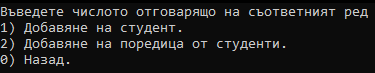 Въведете числото отговарящо на съответният ред
1) Добавяне на студент.
2) Добавяне на поредица от студенти.
0) Назад.